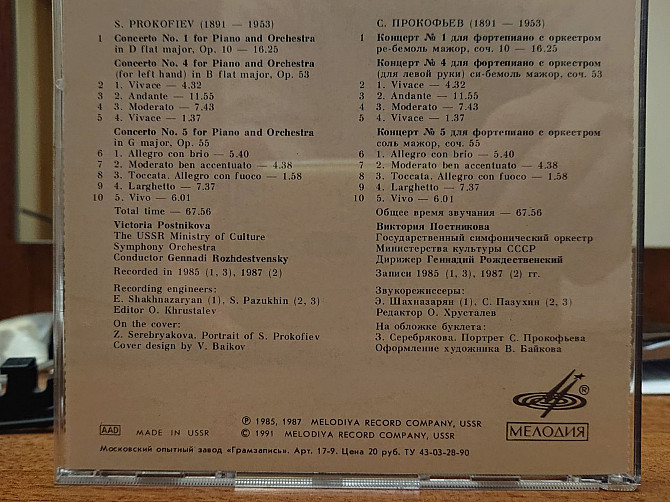 S. PROKOFIEV (1891 — 1953)
1 Concerto No. 1 for Piano and Orchestra
in D flat major, Op. 10 — 16.25
Concerto No. 4 for Piano and Orchestra
(for left hand) in B flat major, Op. 53
2 1. Vivace — 4.32
3 2. Andante — 11.55
4 3. Moderato — 7.43
5 4. Vivace — 1.37
Concerto No. 5 for Piano and Orchestra
in G major, Op. 55
6 1. Allegro con brio — 5.40
7 2. Moderato ben accentuato — 4.38
8 3. Toccata. Allegro con fuoco — 1.58
9 4. Larghetto — 7.37
10 5. Vivo — 6.01
Total time — 67.56
Victoria Postnikova
The USSR Ministry of Culture
Symphony Orchestra
Conductor Gennadi Rozhdestvensky
Recorded in 1985 (1, 3), 1987 (2)
Recording engineers:
E. Shakhnazaryan (1), S. Pazukhin (2, 3)
Editor O. Khrustalev
On the cover:
Z. Serebryakova. Portrait of S. Prokofiev
Cover design by V. Baikov
С. ПРОКОФЬЕВ (1891 — 1953)
1 Концерт № 1 для фортепиано с оркестром
ре-бемоль мажор, соч. 10 — 16.25
Концерт № 4 для фортепиано с оркестром
(для левой руки) си-бемоль мажор, соч. 53
2 1. Vivace — 4.32
3 2. Andante — 11.55
4 3. Moderato — 7.43
5 4. Vivace — 1.37
Концерт № 5 для фортепиано с оркестром
соль мажор, соч. 55
6 1. Allegro con brio — 5.40
7 2. Moderato ben accentuato — 4.38
8 3. Toccata. Allegro con fuoco — 1.58
9 4. Larghetto — 7.37
10 5. Vivo — 6.01
Общее время звучания — 67.56
Виктория Постникова
Государственный симфонический оркестр
Министерства культуры СССР
Дирижер Геннадий Рождественский
Записи 1985 (1, 3), 1987 (2) гг.
Звукорежиссеры:
Э. Шахназарян (1), С. Пазухин (2, 3)
Редактор О. Хрусталев
На обложке буклета:
З. Серебрякова. Портрет С. Прокофьева
Оформление художника В. Байкова
®
МЕЛОДИЯ
AAD MADE IN USSR
℗ 1985, 1987 MELODIYA RECORD COMPANY, USSR
© 1991 MELODIYA RECORD COMPANY, USSR
Московский опытный завод «Грамзапись». Арт. 17-9. Цена 20 руб. ТУ 43-03-28-90